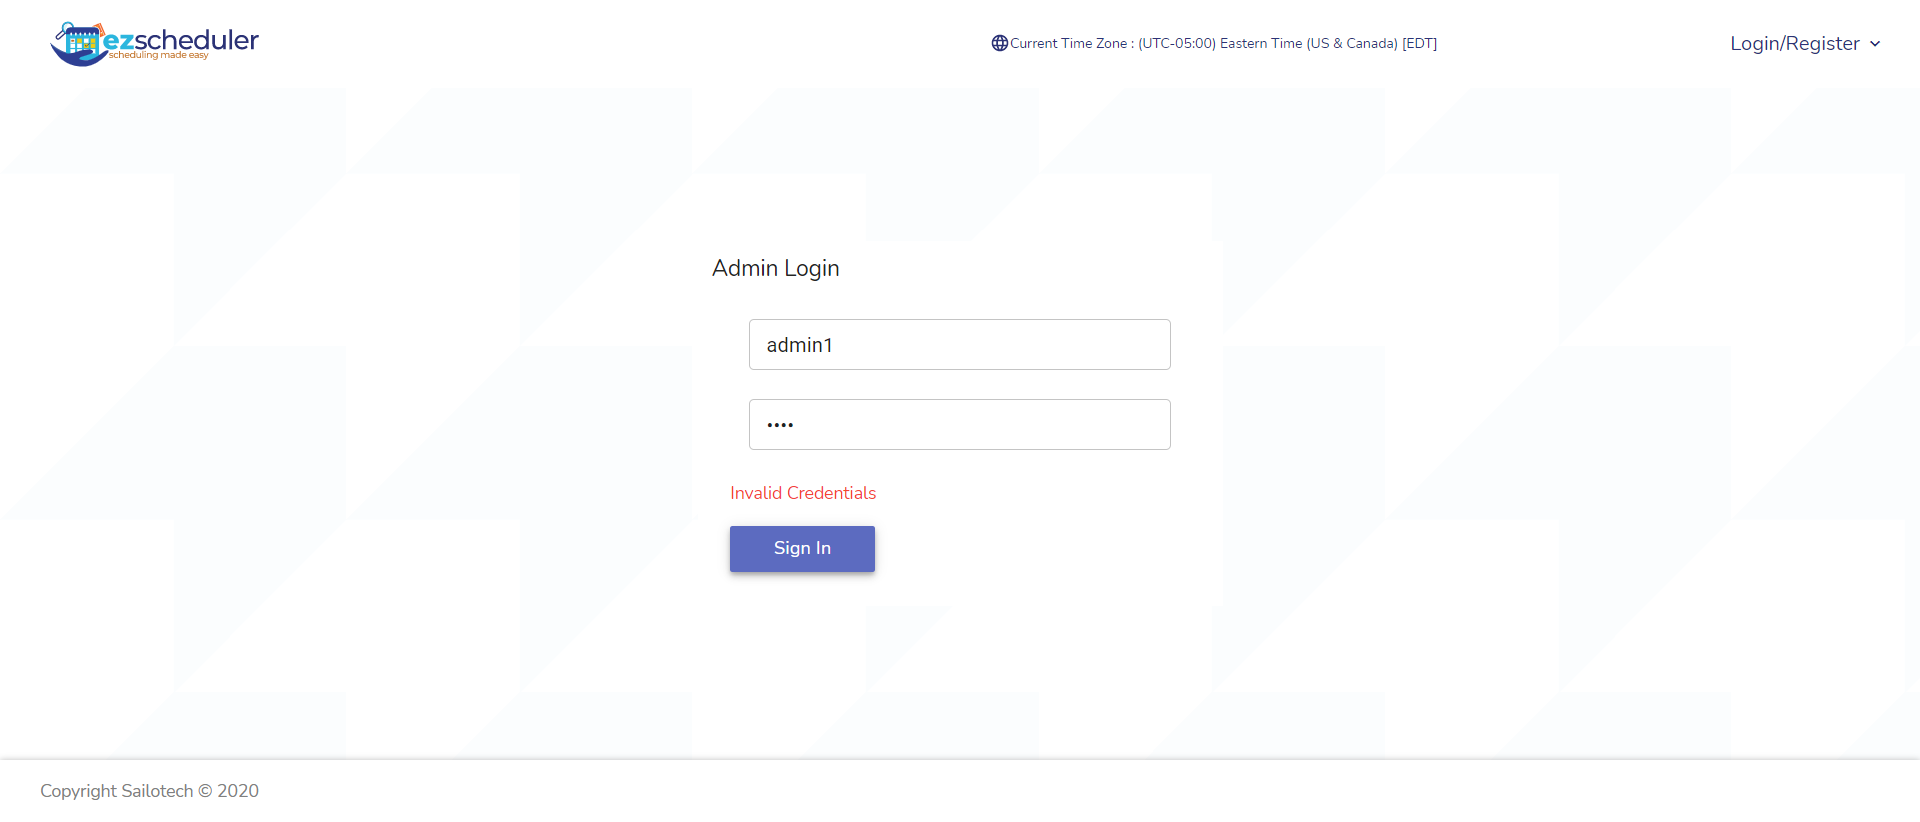 ezscheduler
scheduling made easy
Current Time Zone : (UTC-05:00) Eastern Time (US & Canada) [EDT]
Login/Register
Admin Login
admin1
••••
Invalid Credentials
Sign In
Copyright Sailotech © 2020